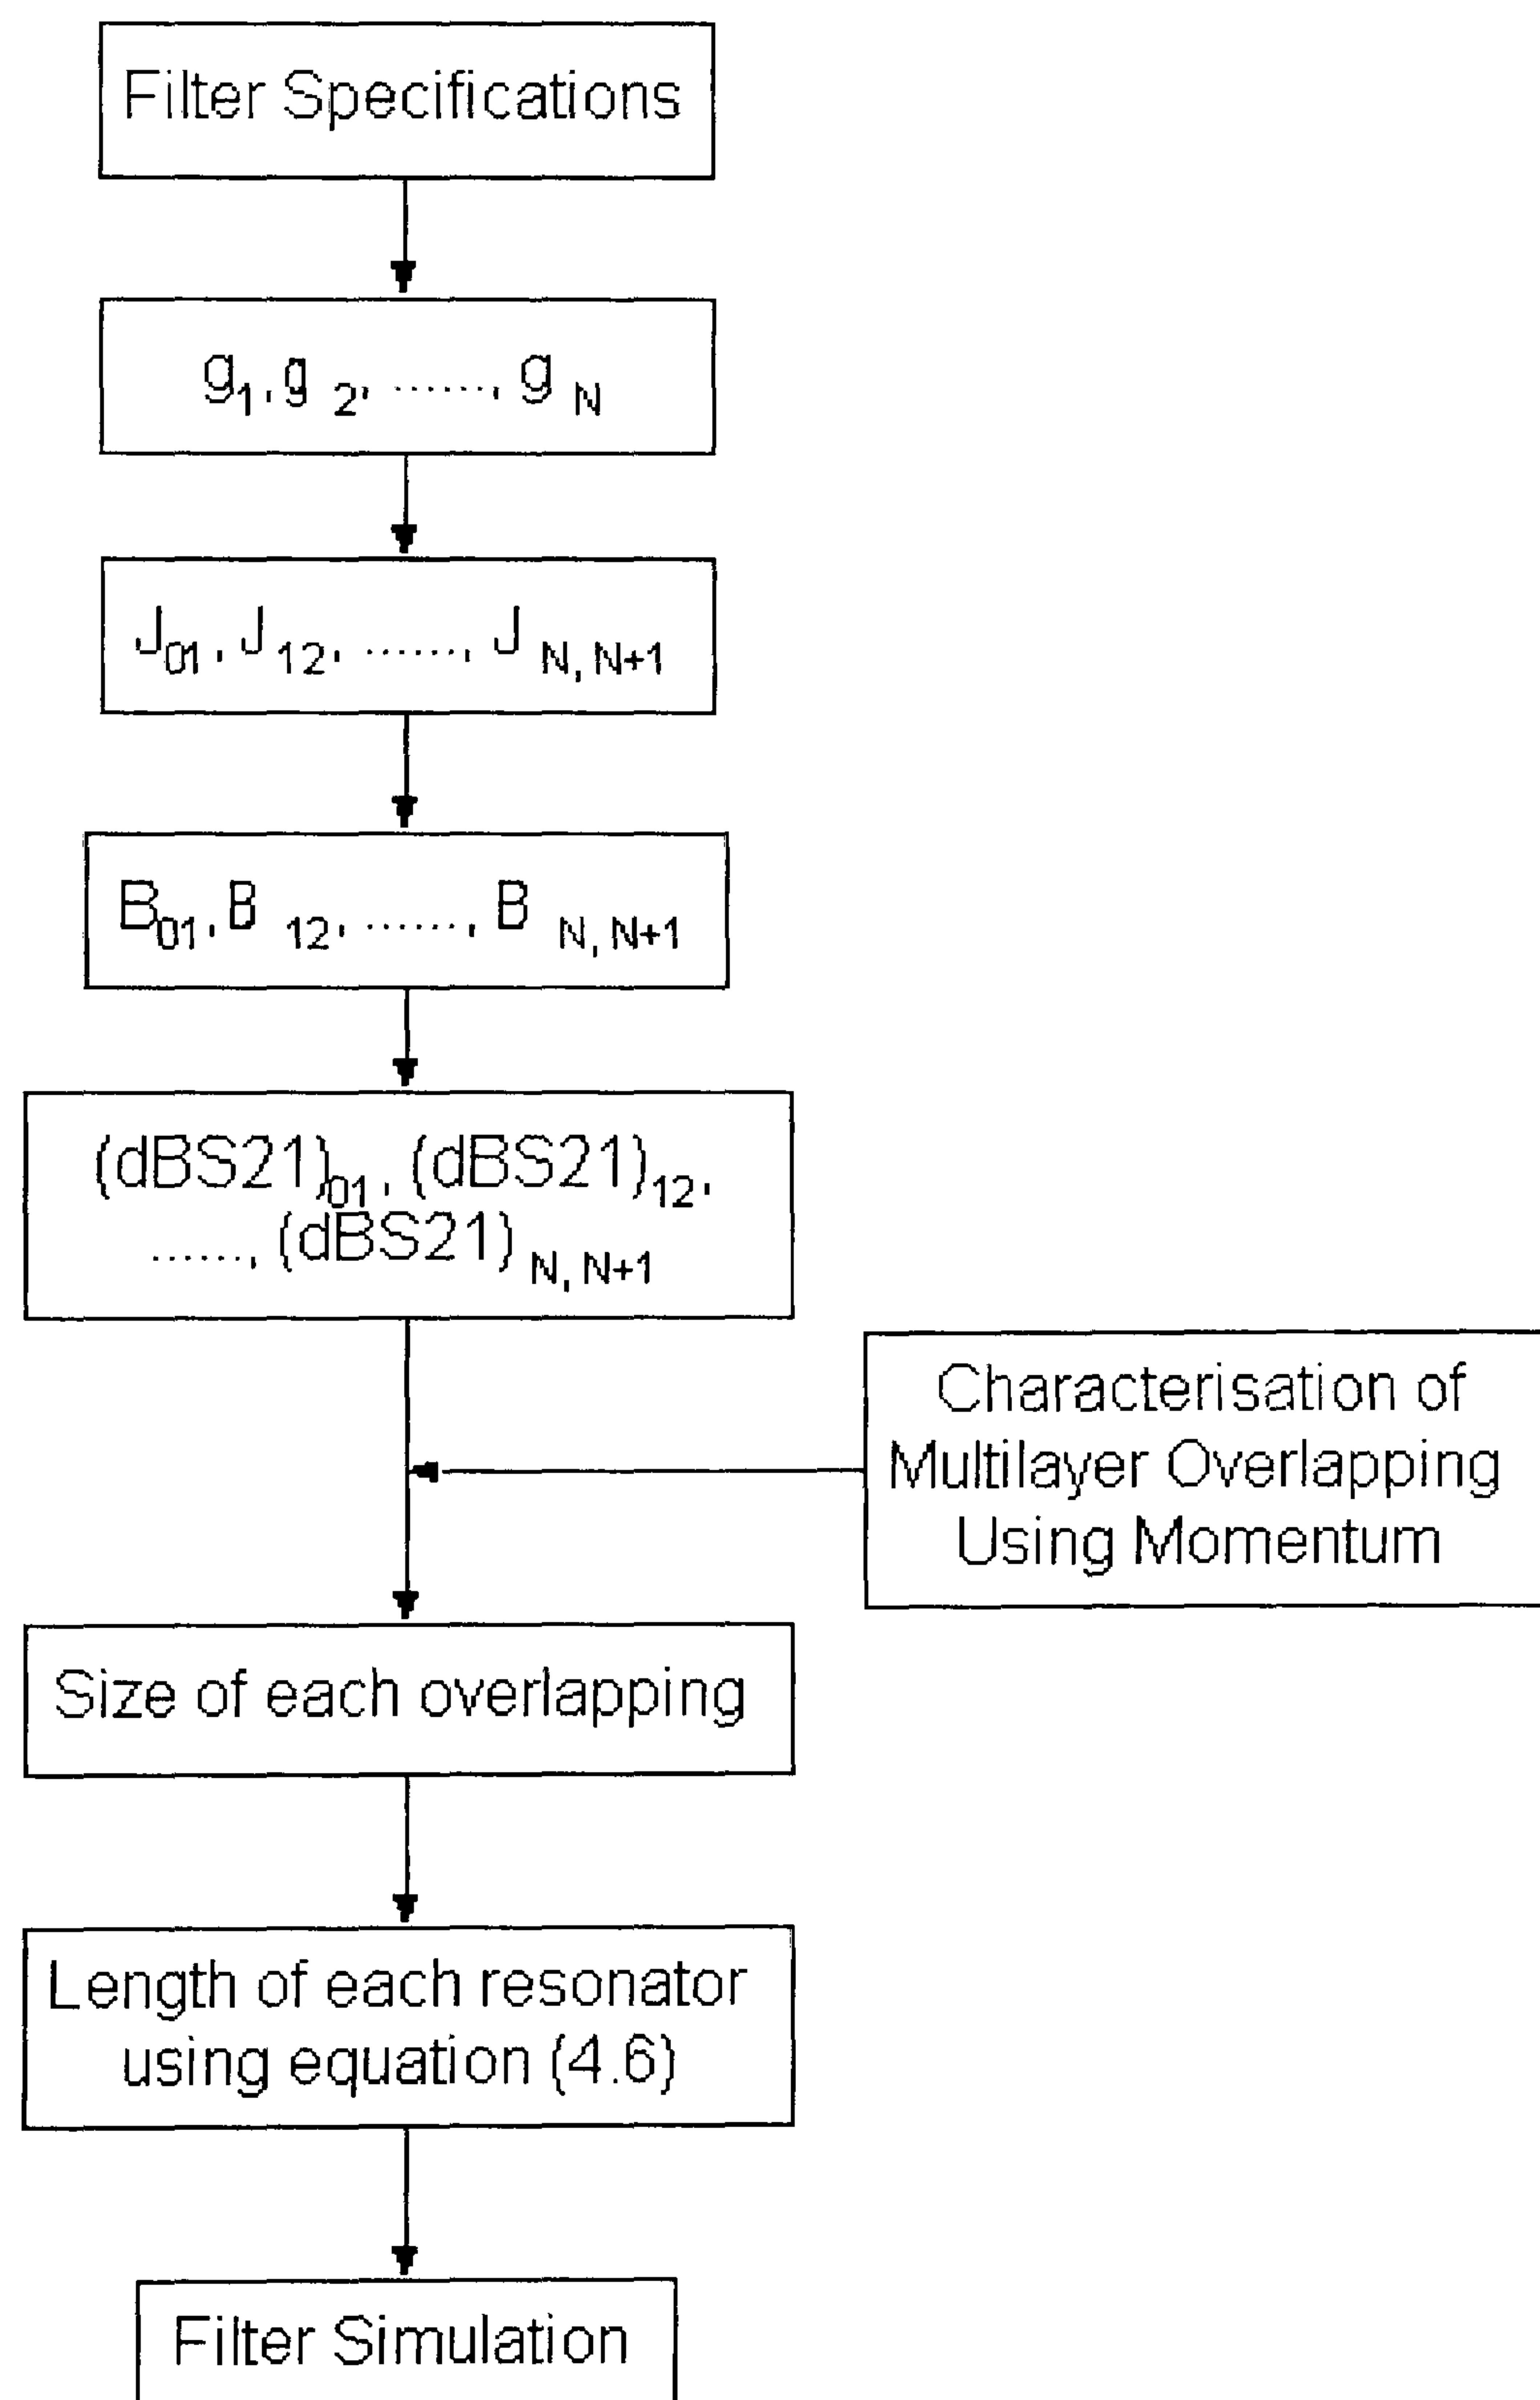 Filter Specifications
g1, g2, ......, gN
J01, J12, ......, JN, N+1
B01, B12, ......, BN, N+1
(dBS21)01, (dBS21)12,
......, (dBS21)N, N+1
Characterisation of
Multilayer Overlapping
Using Momentum
Size of each overlapping
Length of each resonator
using equation (4.6)
Filter Simulation